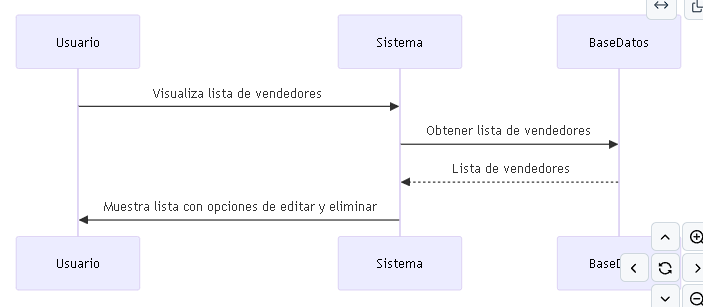 Usuario Sistema BaseDatos
Visualiza lista de vendedores
Obtener lista de vendedores
Lista de vendedores
Muestra lista con opciones de editar y eliminar
Usuario Sistema